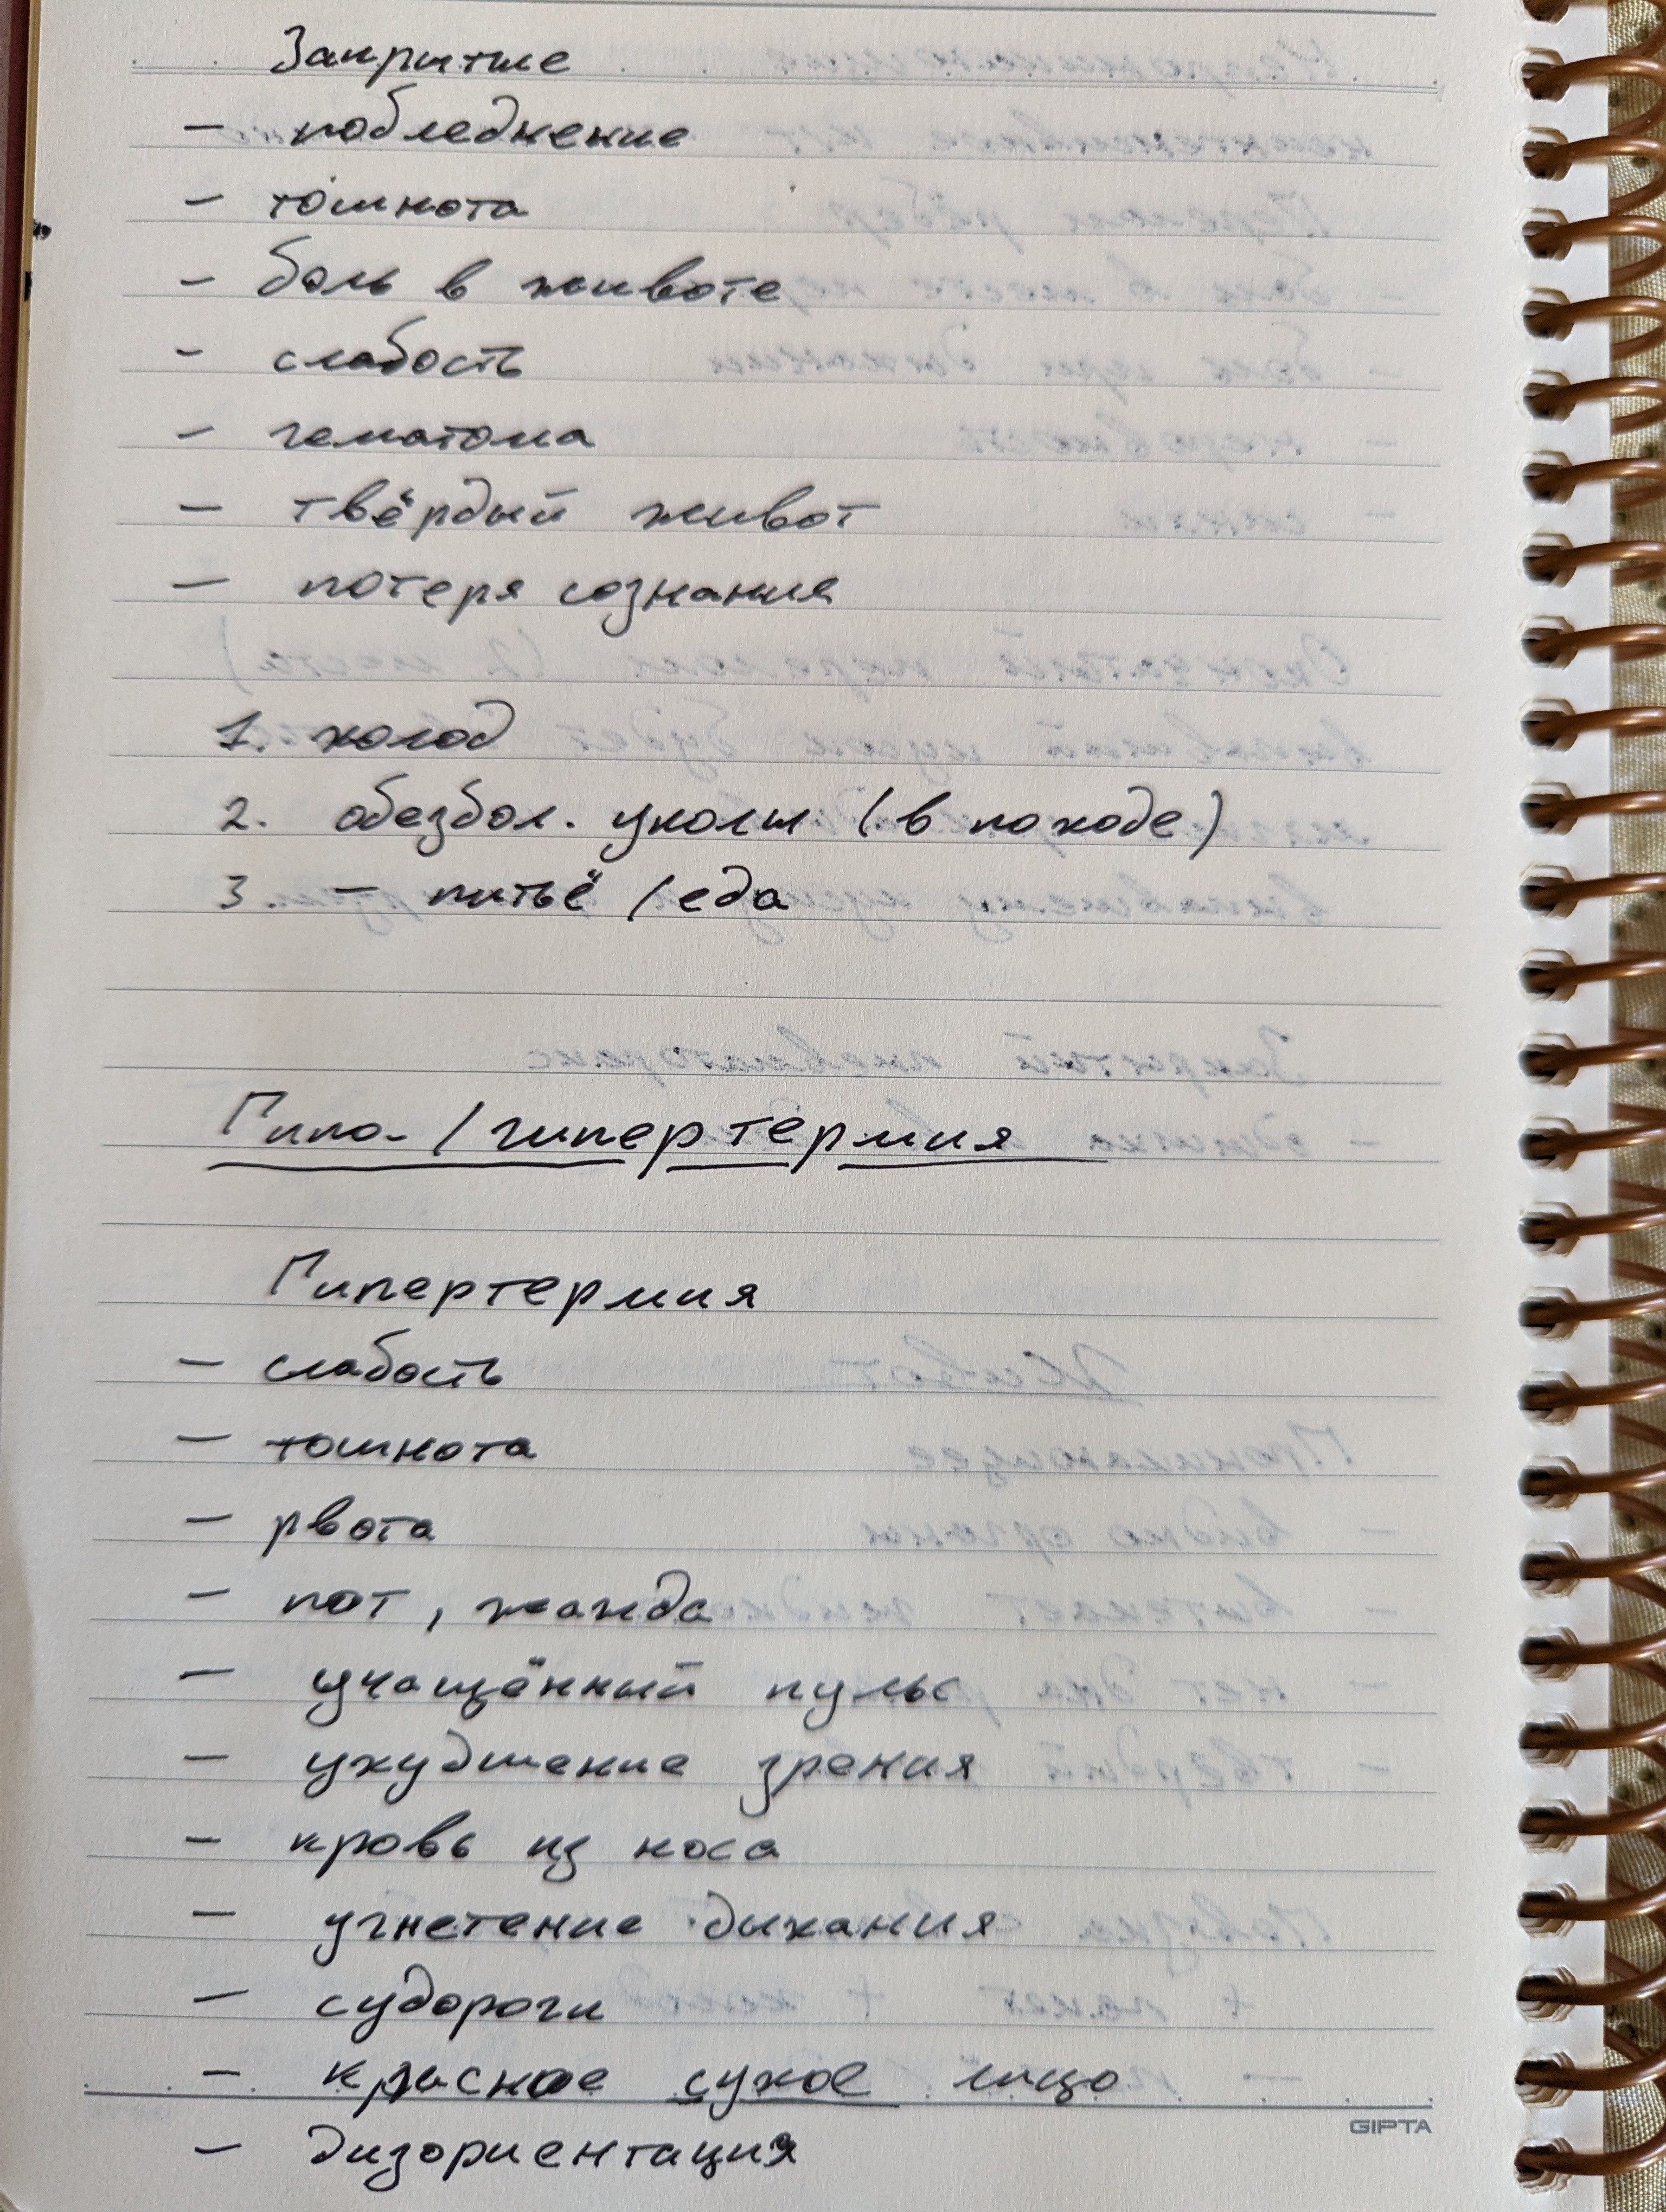 Закрытые
- побледнение
- тошнота
- боль в животе
- слабость
- гематома
- твёрдый живот
- потеря сознания
1. холод
2. обезбол. уколы (в походе)
3. - питьё / еда
Гипо- / гипертермия
Гипертермия
- слабость
- тошнота
- рвота
- пот, жажда
- учащённый пульс
- ухудшение зрения
- кровь из носа
- угнетение дыхания
- судороги
- красное сухое лицо
GIPTA
- дизориентация